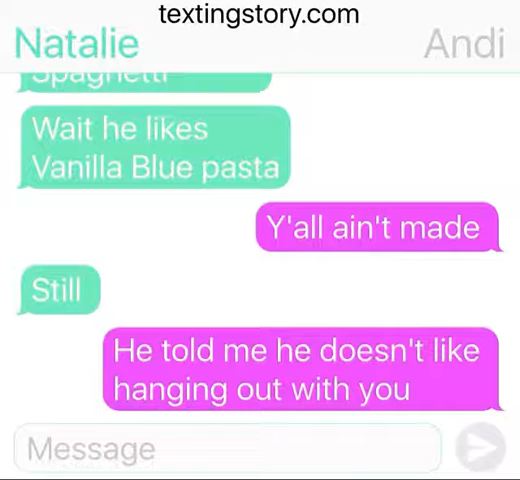 textingstory.com
Natalie
Andi
Spaghetti
Wait he likes
Vanilla Blue pasta
Y'all ain't made
Still
He told me he doesn't like
hanging out with you
Message